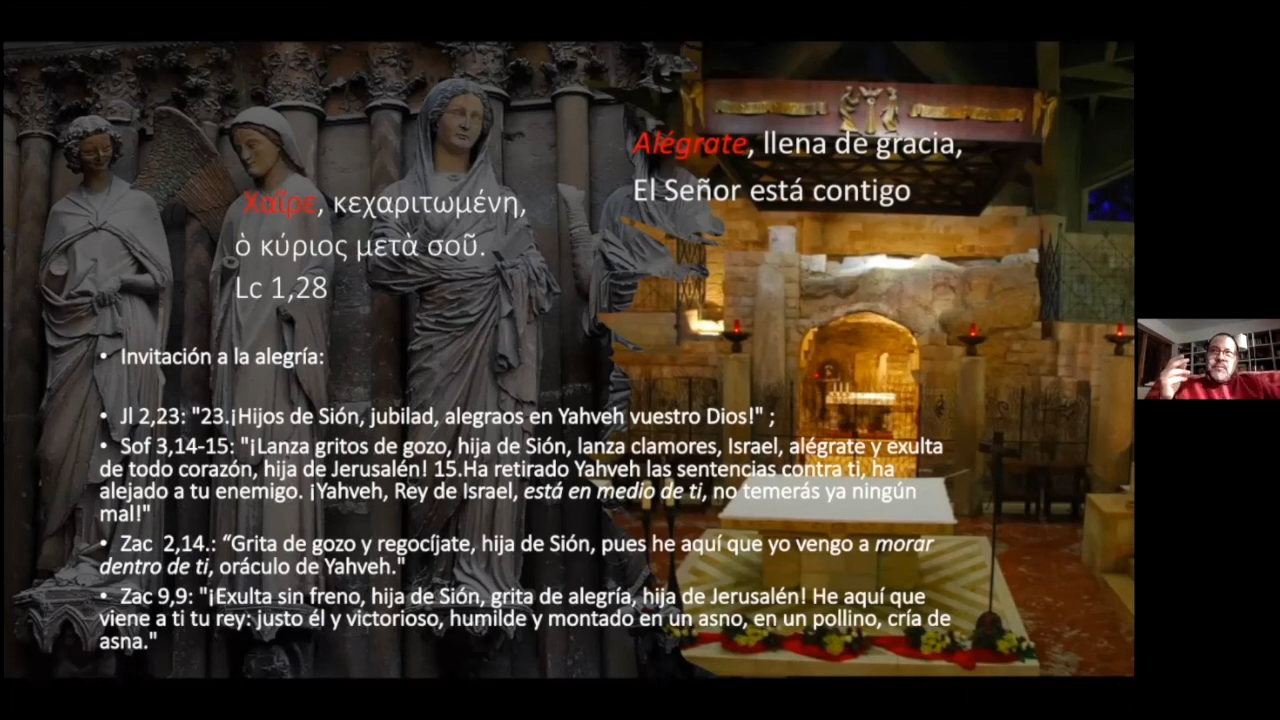 Χαῖρε, κεχαριτωμένη,
ὁ κύριος μετὰ σοῦ.
Lc 1,28
Alégrate, llena de gracia,
El Señor está contigo
• Invitación a la alegría:
• Jl 2,23: "23.¡Hijos de Sión, jubilad, alegraos en Yahveh vuestro Dios!" ;
• Sof 3,14-15: "¡Lanza gritos de gozo, hija de Sión, lanza clamores, Israel, alégrate y exulta
de todo corazón, hija de Jerusalén! 15.Ha retirado Yahveh las sentencias contra ti, ha
alejado a tu enemigo. ¡Yahveh, Rey de Israel, está en medio de ti, no temerás ya ningún
mal!"
• Zac 2,14.: “Grita de gozo y regocíjate, hija de Sión, pues he aquí que yo vengo a morar
dentro de ti, oráculo de Yahveh."
• Zac 9,9: "¡Exulta sin freno, hija de Sión, grita de alegría, hija de Jerusalén! He aquí que
viene a ti tu rey: justo él y victorioso, humilde y montado en un asno, en un pollino, cría de
asna."